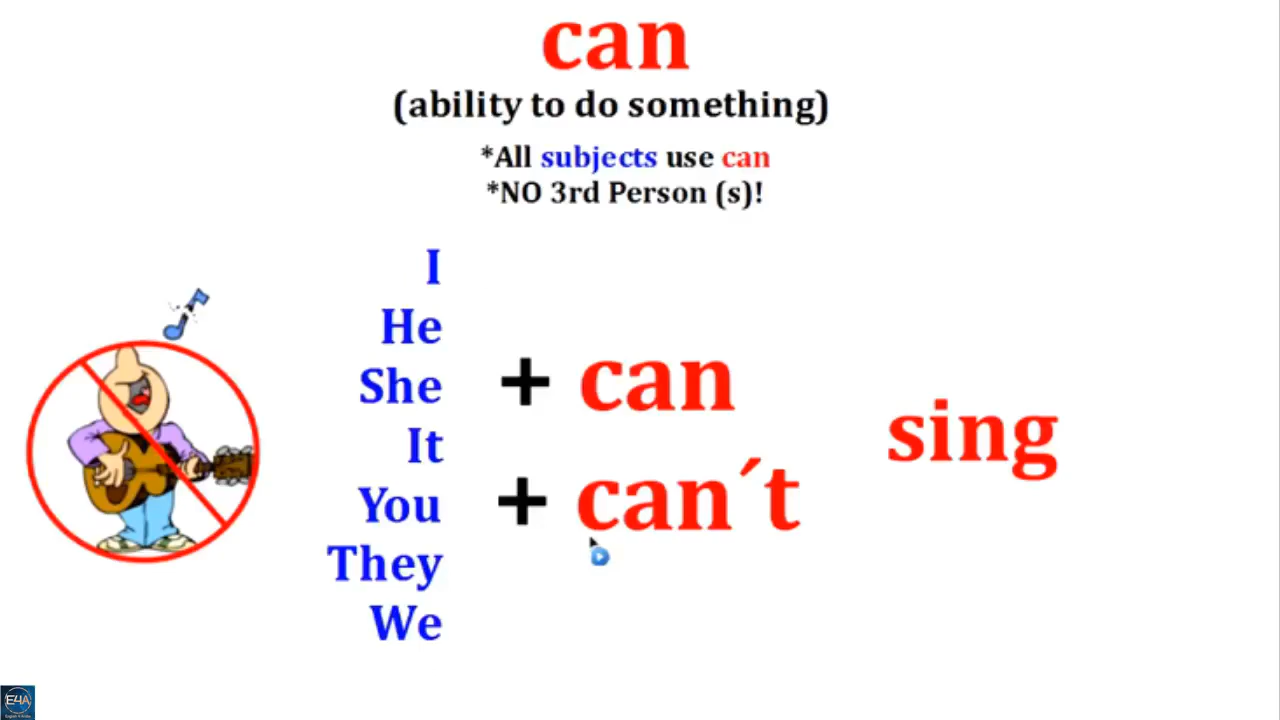 can
(ability to do something)
*All subjects use can
*NO 3rd Person (s)!
I
He
She
It
You
They
We
+ can
+ can´t
sing
E4A